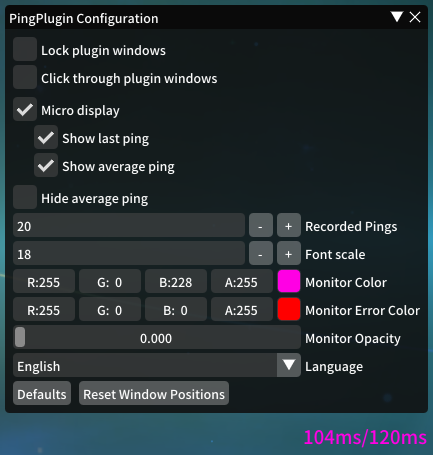 PingPlugin Configuration
Lock plugin windows
Click through plugin windows
Micro display
Show last ping
Show average ping
Hide average ping
20 - + Recorded Pings
18 - + Font scale
R:255 G: 0 B:228 A:255 Monitor Color
R:255 G: 0 B: 0 A:255 Monitor Error Color
0.000 Monitor Opacity
English Language
Defaults Reset Window Positions
104ms/120ms